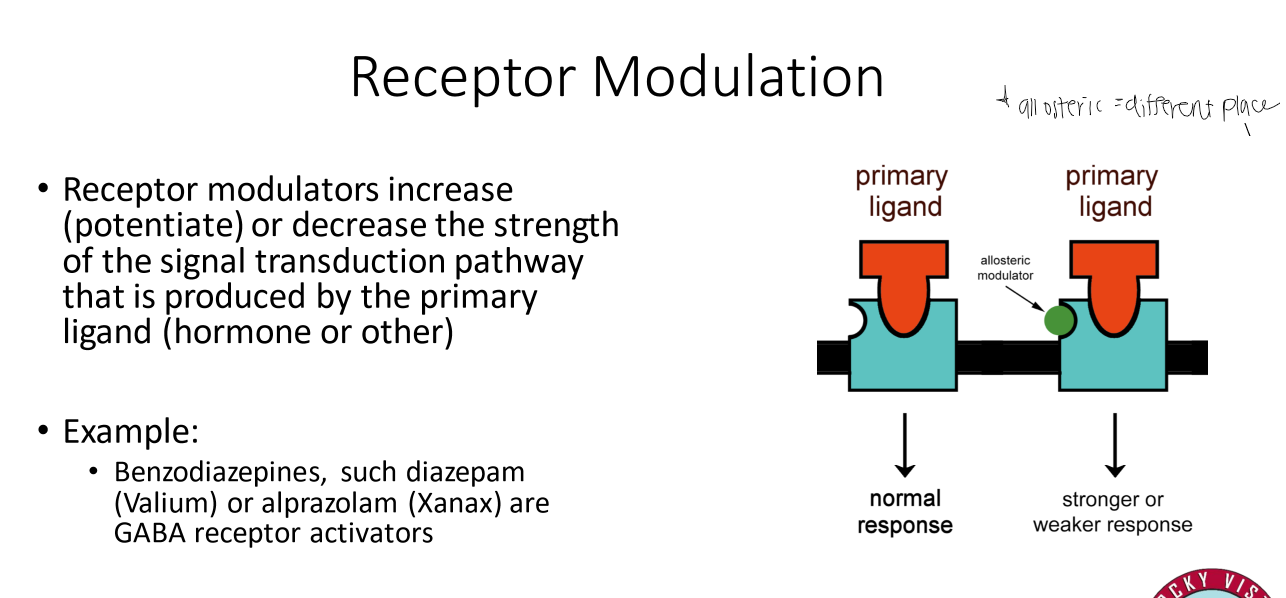 Receptor Modulation
allosteric = different place
• Receptor modulators increase
(potentiate) or decrease the strength
of the signal transduction pathway
that is produced by the primary
ligand (hormone or other)
• Example:
• Benzodiazepines, such diazepam
(Valium) or alprazolam (Xanax) are
GABA receptor activators
primary
ligand
primary
ligand
allosteric
modulator
normal
response
stronger or
weaker response
CKY VIS